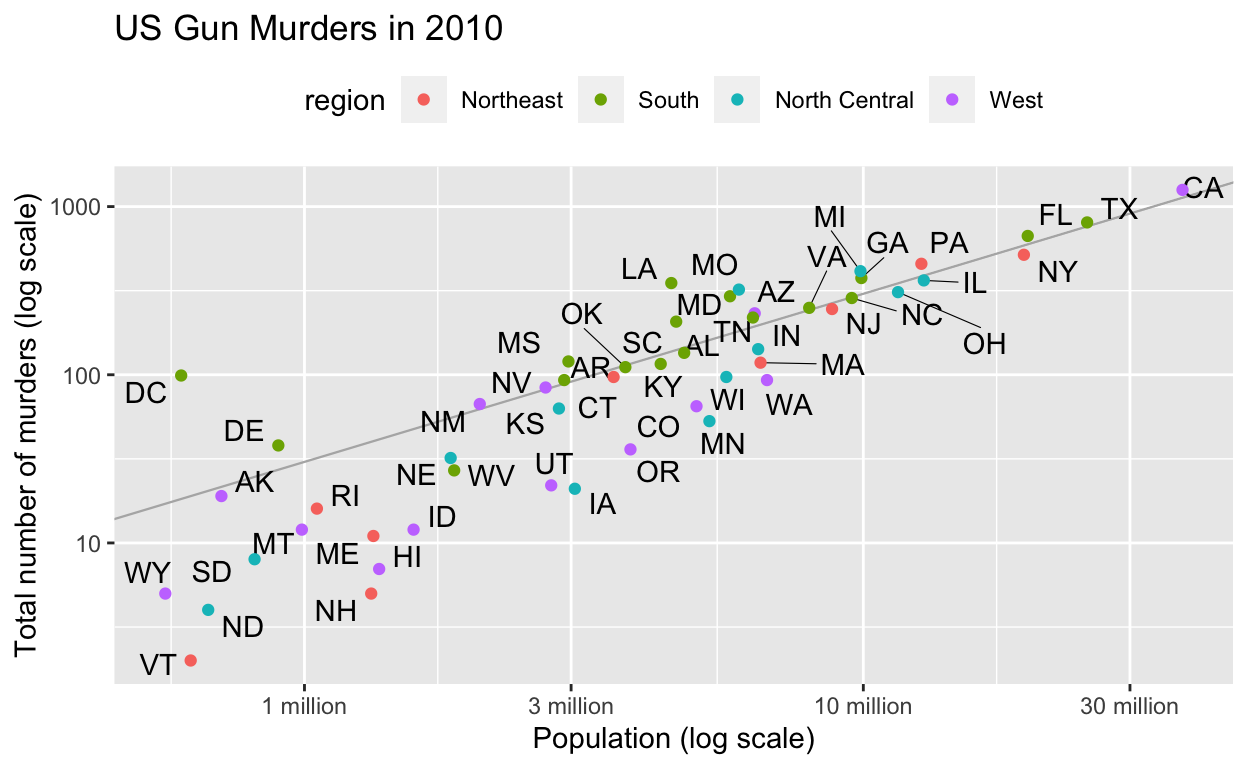 US Gun Murders in 2010
region Northeast South North Central West
Total number of murders (log scale)
1000
100
10
CA
TX
FL
MI
GA
PA
NY
VA
IL
LA
MO
AZ
MD
OK
NC
NJ
OH
TN
IN
MS
SC
AL
MA
DC
AR
NV
KY
WI
WA
CT
NM
KS
CO
DE
MN
UT
NE
WV
OR
AK
RI
IA
ID
MT
ME
HI
WY
SD
NH
ND
VT
1 million
3 million
10 million
30 million
Population (log scale)